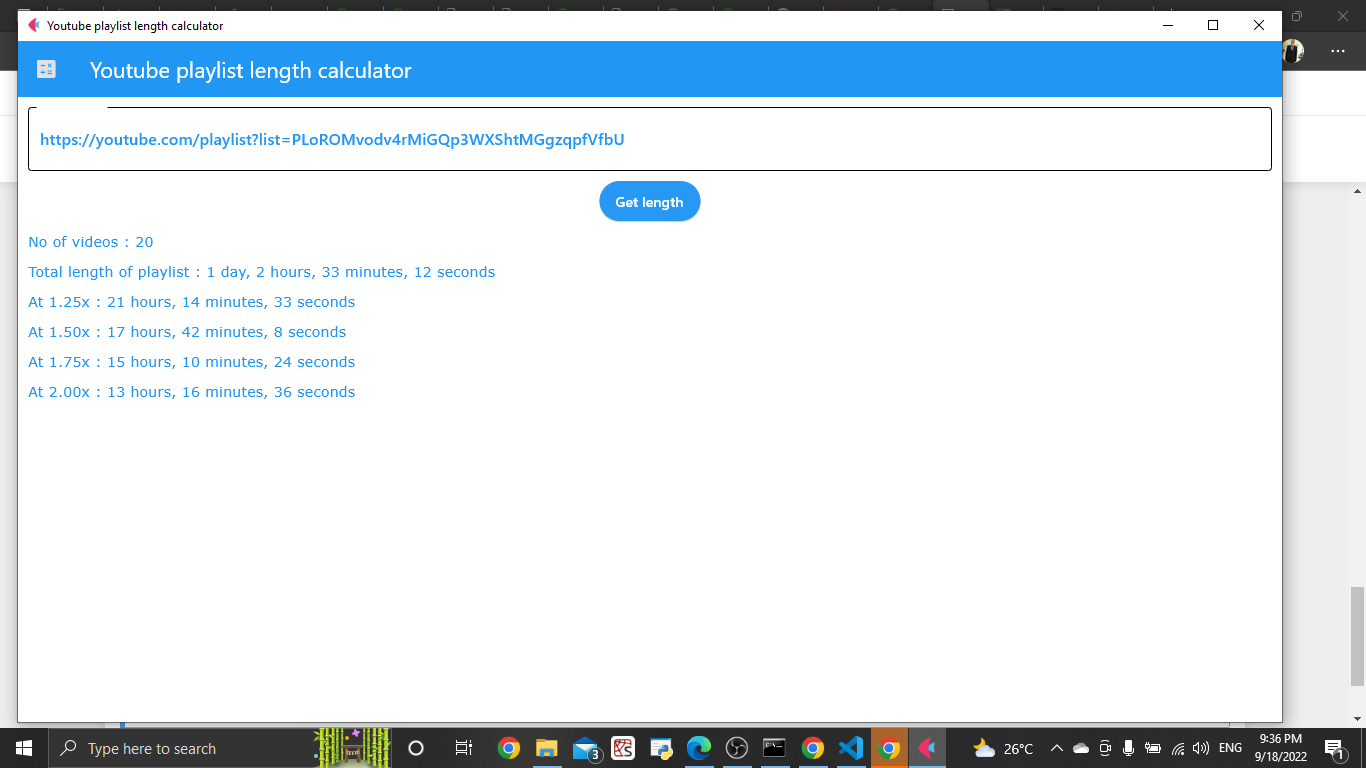 Youtube playlist length calculator
Youtube playlist length calculator
https://youtube.com/playlist?list=PLoROMvodv4rMiGQp3WXShtMGgzqpfVfbU
Get length
No of videos : 20
Total length of playlist : 1 day, 2 hours, 33 minutes, 12 seconds
At 1.25x : 21 hours, 14 minutes, 33 seconds
At 1.50x : 17 hours, 42 minutes, 8 seconds
At 1.75x : 15 hours, 10 minutes, 24 seconds
At 2.00x : 13 hours, 16 minutes, 36 seconds
Type here to search
3
26°C
ENG
9:36 PM
9/18/2022
1